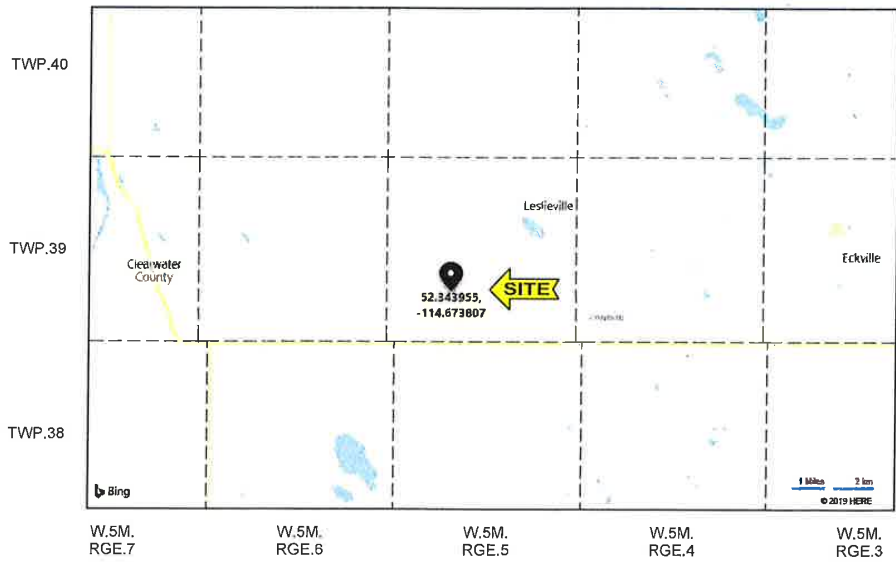 TWP.40
Leslieville
TWP.39
Clearwater
County
Eckville
52.343955,
-114.673807
SITE
TWP.38
Bing
1 Miles 2 km
© 2019 HERE
W.5M. W.5M. W.5M. W.5M. W.5M.
RGE.7 RGE.6 RGE.5 RGE.4 RGE.3